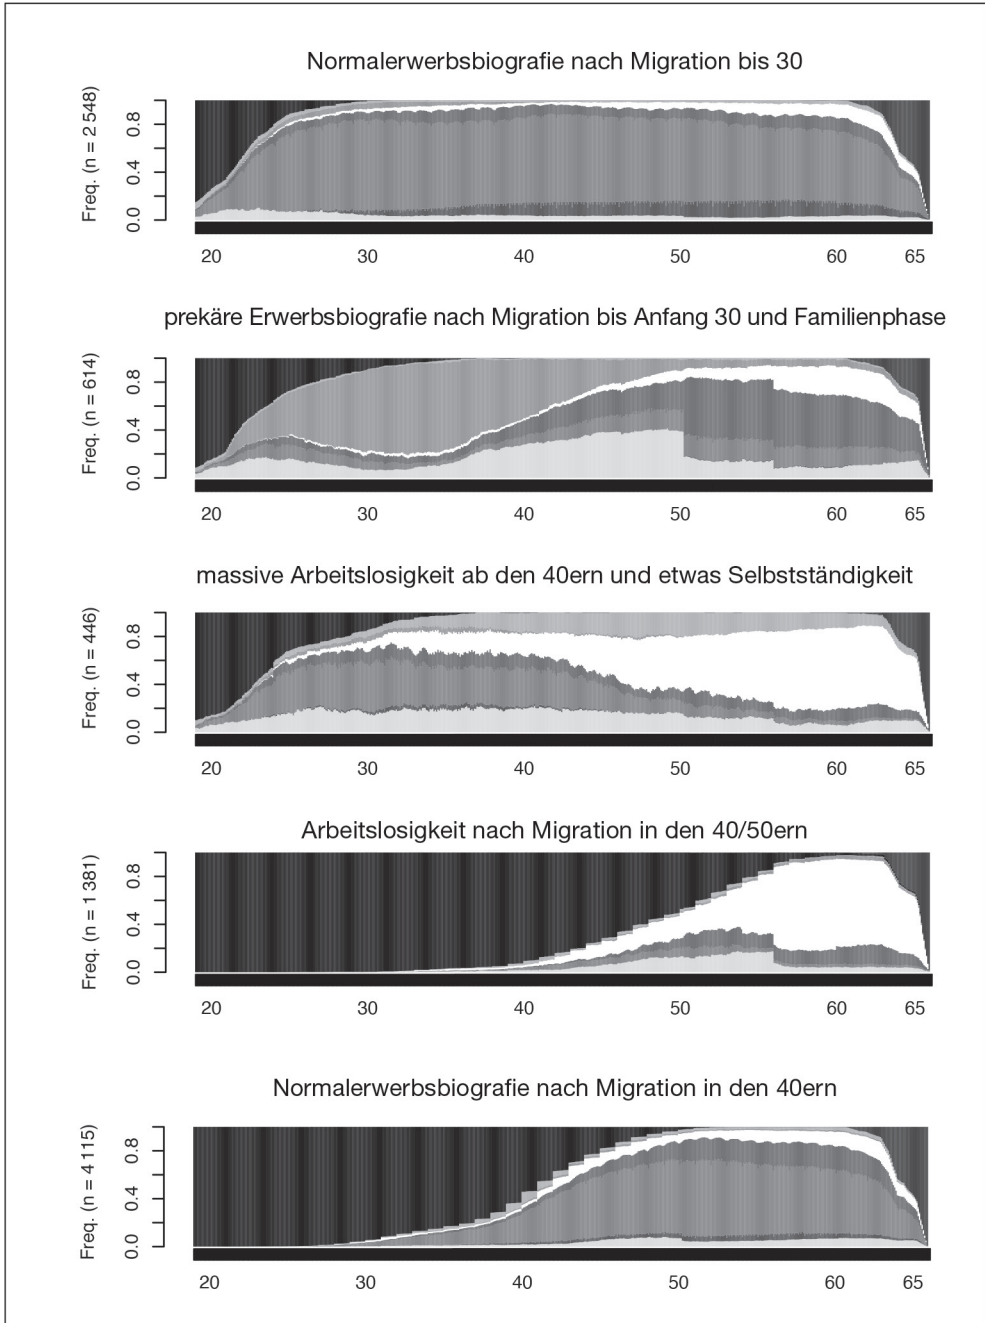 Normalerwerbsbiografie nach Migration bis 30
Freq. (n = 2 548)
0.0 0.4 0.8
20 30 40 50 60 65
prekäre Erwerbsbiografie nach Migration bis Anfang 30 und Familienphase
Freq. (n = 614)
0.0 0.4 0.8
20 30 40 50 60 65
massive Arbeitslosigkeit ab den 40ern und etwas Selbstständigkeit
Freq. (n = 446)
0.0 0.4 0.8
20 30 40 50 60 65
Arbeitslosigkeit nach Migration in den 40/50ern
Freq. (n = 1 381)
0.0 0.4 0.8
20 30 40 50 60 65
Normalerwerbsbiografie nach Migration in den 40ern
Freq. (n = 4 115)
0.0 0.4 0.8
20 30 40 50 60 65